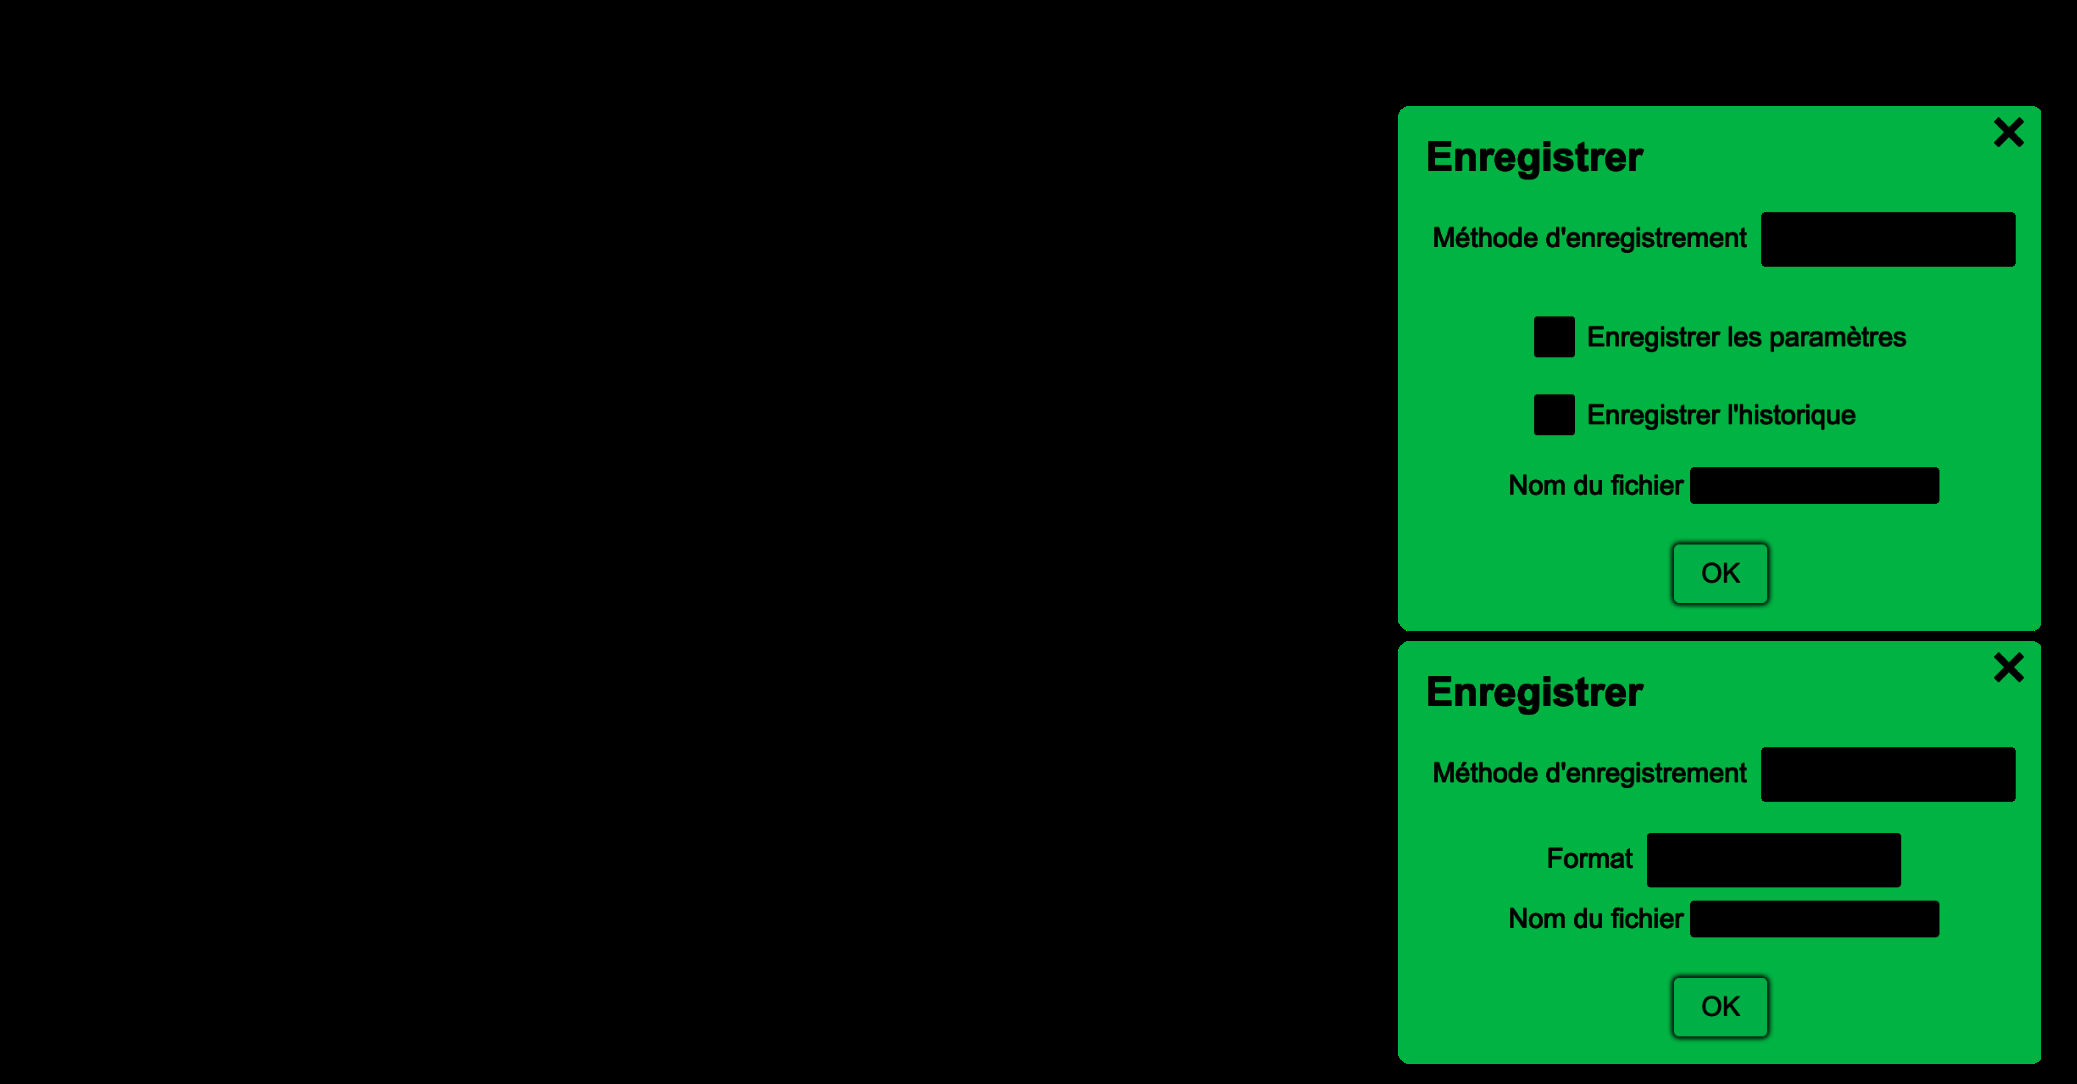 Enregistrer
Méthode d'enregistrement
Enregistrer les paramètres
Enregistrer l'historique
Nom du fichier
OK
Enregistrer
Méthode d'enregistrement
Format
Nom du fichier
OK